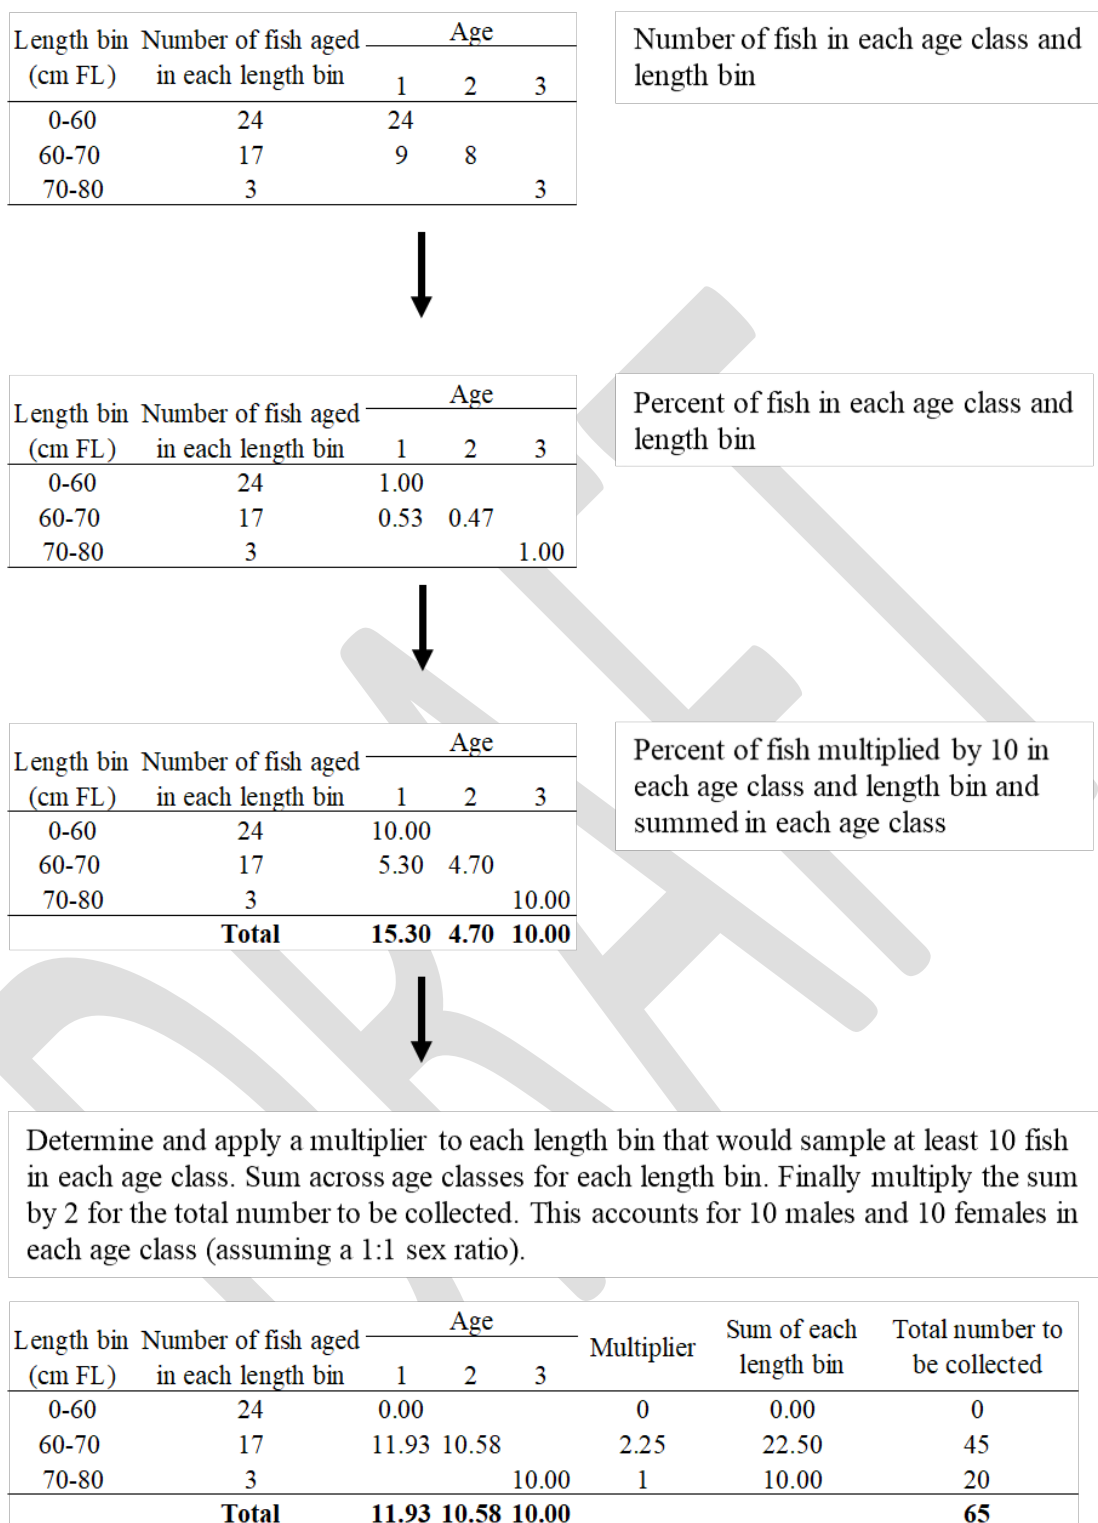 Length bin Number of fish aged Age
(cm FL) in each length bin 1 2 3
0-60 24 24
60-70 17 9 8
70-80 3 3
Number of fish in each age class and
length bin
Length bin Number of fish aged Age
(cm FL) in each length bin 1 2 3
0-60 24 1.00
60-70 17 0.53 0.47
70-80 3 1.00
Percent of fish in each age class and
length bin
Length bin Number of fish aged Age
(cm FL) in each length bin 1 2 3
0-60 24 10.00
60-70 17 5.30 4.70
70-80 3 10.00
Total 15.30 4.70 10.00
Percent of fish multiplied by 10 in
each age class and length bin and
summed in each age class
Determine and apply a multiplier to each length bin that would sample at least 10 fish
in each age class. Sum across age classes for each length bin. Finally multiply the sum
by 2 for the total number to be collected. This accounts for 10 males and 10 females in
each age class (assuming a 1:1 sex ratio).
Length bin Number of fish aged Age Multiplier Sum of each Total number to
(cm FL) in each length bin 1 2 3 length bin be collected
0-60 24 0.00 0 0.00 0
60-70 17 11.93 10.58 2.25 22.50 45
70-80 3 10.00 1 10.00 20
Total 11.93 10.58 10.00 65
DRAFT